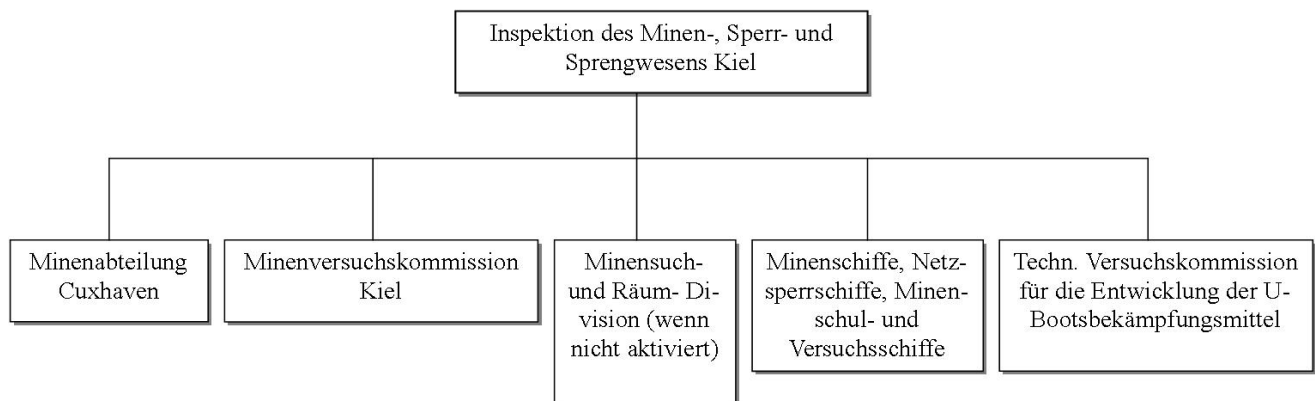 Inspektion des Minen-, Sperr- und
Sprengwesens Kiel
Minenabteilung
Cuxhaven
Minenversuchskommission
Kiel
Minensuch-
und Räum- Di-
vision (wenn
nicht aktiviert)
Minenschiffe, Netz-
sperrschiffe, Minen-
schul- und
Versuchsschiffe
Techn. Versuchskommission
für die Entwicklung der U-
Bootsbekämpfungsmittel